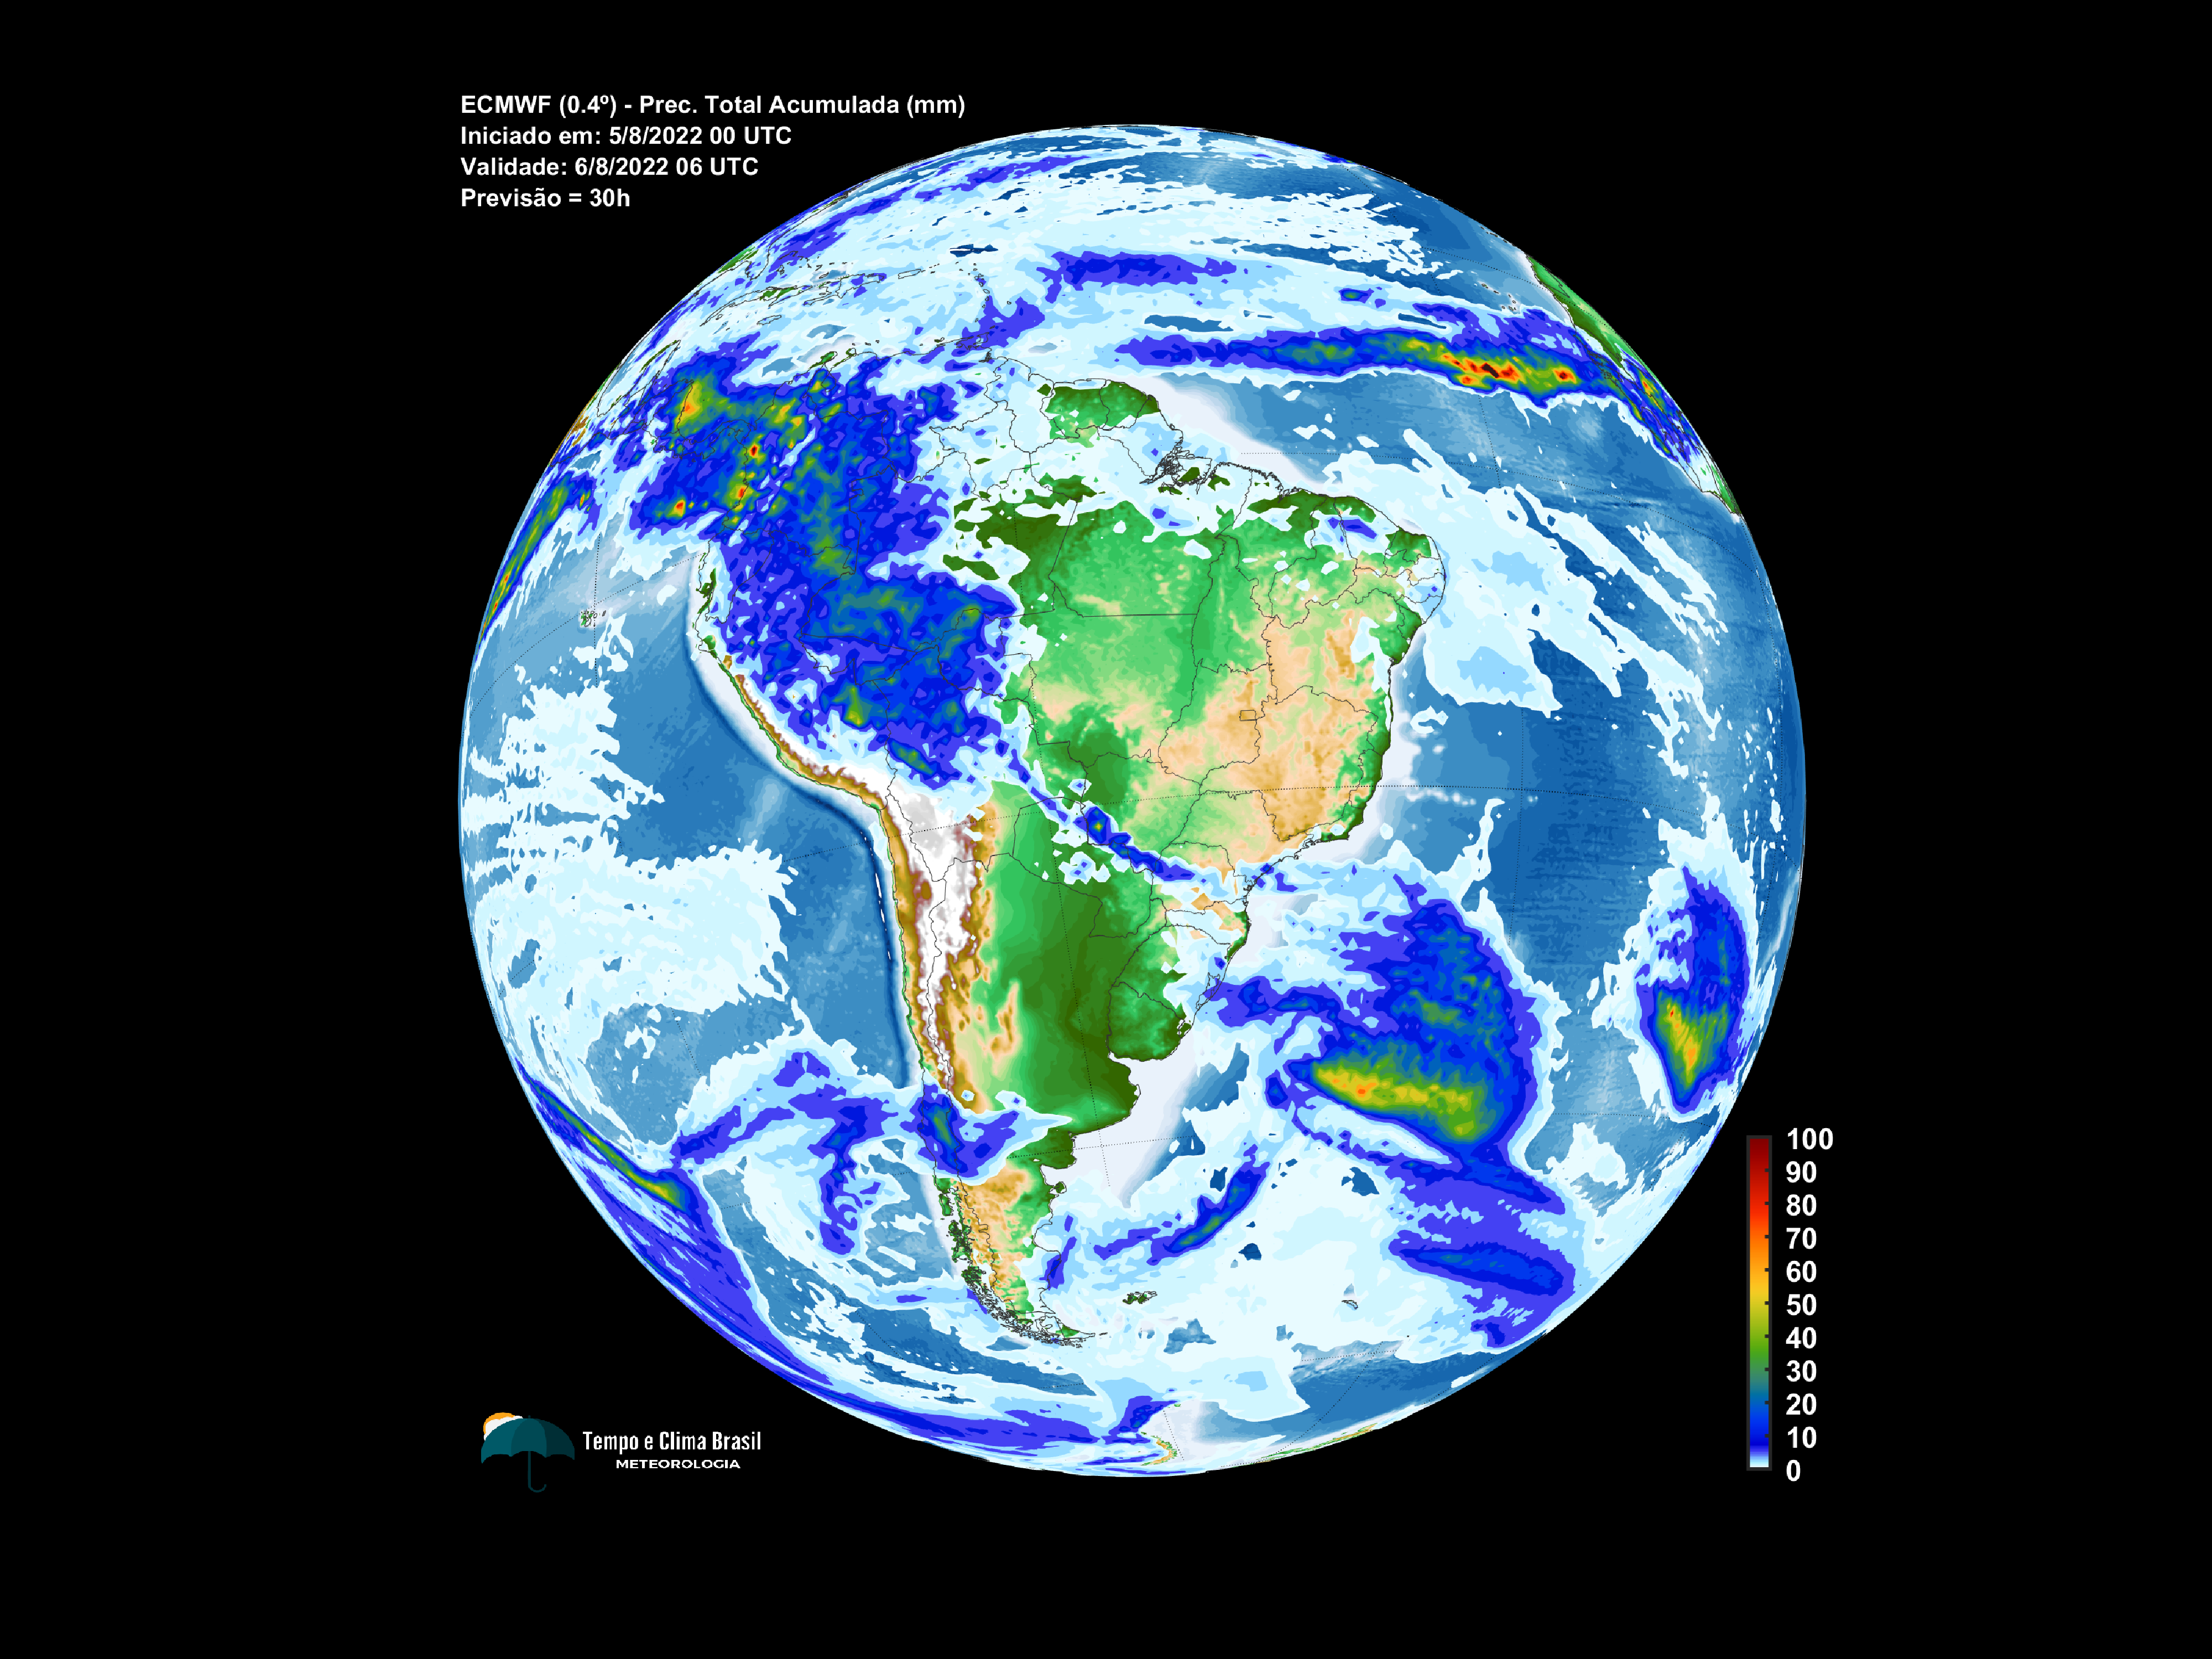 ECMWF (0.4º) - Prec. Total Acumulada (mm)
Iniciado em: 5/8/2022 00 UTC
Validade: 6/8/2022 06 UTC
Previsão = 30h
100
90
80
70
60
50
40
30
20
10
0
Tempo e Clima Brasil
METEOROLOGIA